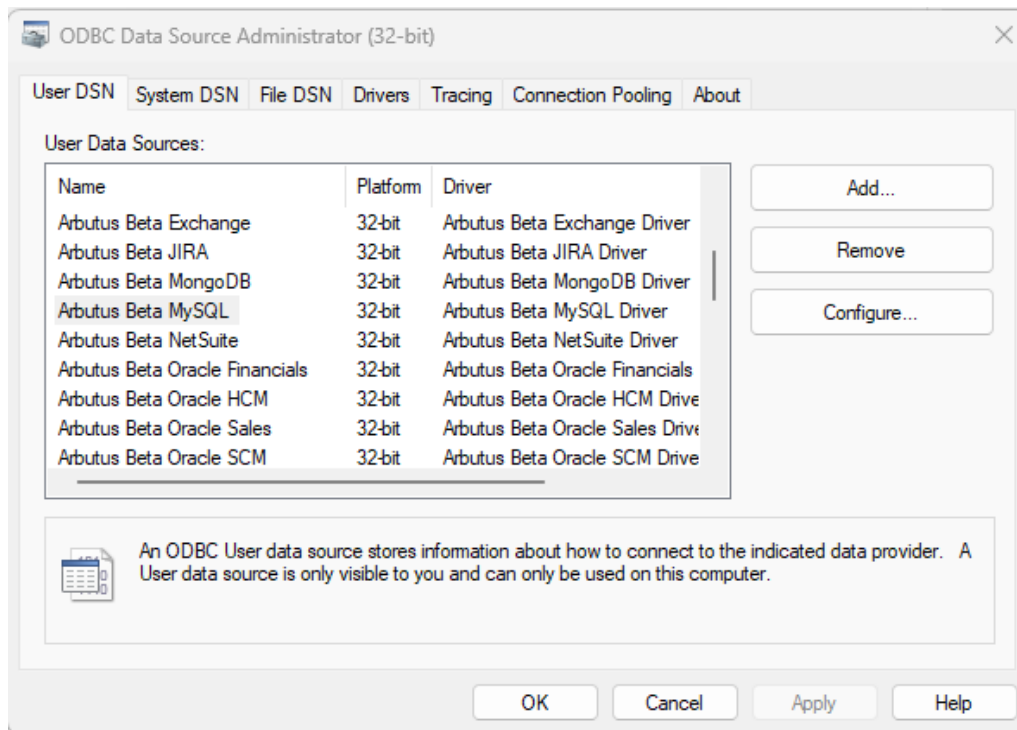 ODBC Data Source Administrator (32-bit)
User DSN System DSN File DSN Drivers Tracing Connection Pooling About
User Data Sources:
Name Platform Driver
Arbutus Beta Exchange 32-bit Arbutus Beta Exchange Driver
Arbutus Beta JIRA 32-bit Arbutus Beta JIRA Driver
Arbutus Beta MongoDB 32-bit Arbutus Beta MongoDB Driver
Arbutus Beta MySQL 32-bit Arbutus Beta MySQL Driver
Arbutus Beta NetSuite 32-bit Arbutus Beta NetSuite Driver
Arbutus Beta Oracle Financials 32-bit Arbutus Beta Oracle Financials
Arbutus Beta Oracle HCM 32-bit Arbutus Beta Oracle HCM Drive
Arbutus Beta Oracle Sales 32-bit Arbutus Beta Oracle Sales Drive
Arbutus Beta Oracle SCM 32-bit Arbutus Beta Oracle SCM Drive
Add...
Remove
Configure...
An ODBC User data source stores information about how to connect to the indicated data provider. A
User data source is only visible to you and can only be used on this computer.
OK Cancel Apply Help